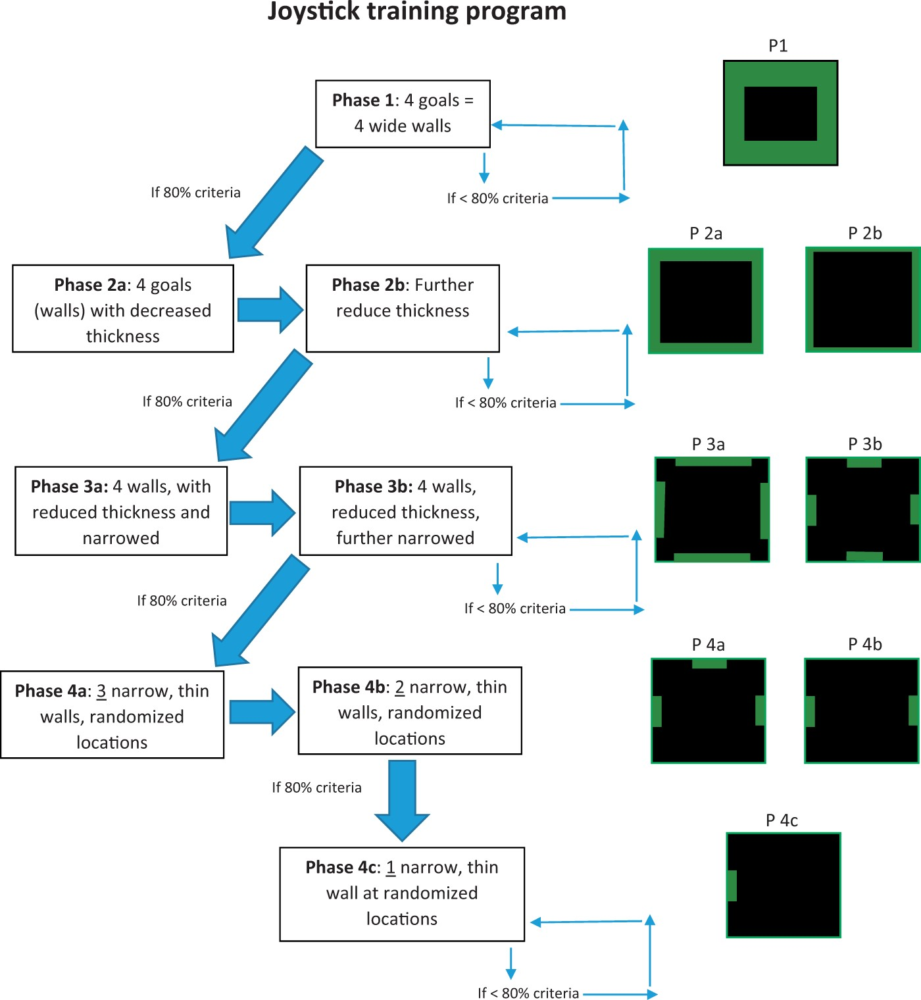 Joystick training program
P1
Phase 1: 4 goals =
4 wide walls
If 80% criteria
If < 80% criteria
P 2a
P 2b
Phase 2a: 4 goals
(walls) with decreased
thickness
Phase 2b: Further
reduce thickness
If 80% criteria
If < 80% criteria
P 3a
P 3b
Phase 3a: 4 walls, with
reduced thickness and
narrowed
Phase 3b: 4 walls,
reduced thickness,
further narrowed
If 80% criteria
If < 80% criteria
P 4a
P 4b
Phase 4a: 3 narrow, thin
walls, randomized
locations
Phase 4b: 2 narrow, thin
walls, randomized
locations
If 80% criteria
P 4c
Phase 4c: 1 narrow, thin
wall at randomized
locations
If < 80% criteria